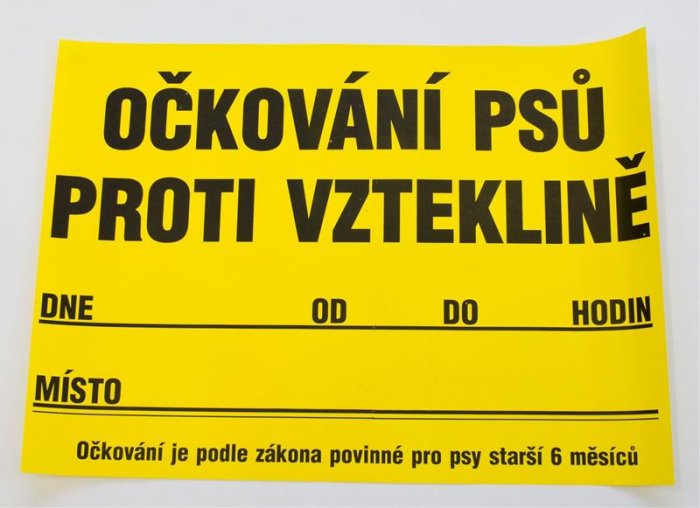 OČKOVÁNÍ PSŮ
PROTI VZTEKLINĚ
DNE OD DO HODIN
MÍSTO
Očkování je podle zákona povinné pro psy starší 6 měsíců